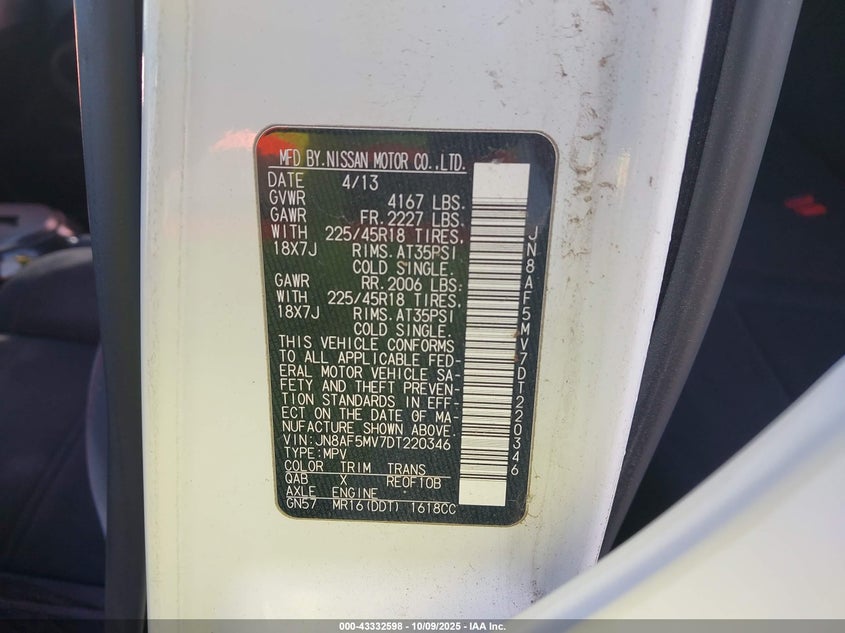 MFD BY.NISSAN MOTOR CO.,LTD.
DATE 4/13
GVWR 4167 LBS.
GAWR FR. 2227 LBS.
WITH 225/45R18 TIRES.
18X7J RIMS. AT35PSI
COLD SINGLE.
GAWR RR. 2006 LBS.
WITH 225/45R18 TIRES.
18X7J RIMS. AT35PSI
COLD SINGLE.
THIS VEHICLE CONFORMS
TO ALL APPLICABLE FED-
ERAL MOTOR VEHICLE SA-
FETY AND THEFT PREVEN-
TION STANDARDS IN EFF-
ECT ON THE DATE OF MA-
NUFACTURE SHOWN ABOVE.
VIN:JN8AF5MV7DT220346
TYPE:MPV
COLOR TRIM TRANS
QAB X RE0F10B
AXLE ENGINE
GN57 MR16(DDT) 1618CC
JN8AF5MV7DT220346
000-43332598 - 10/09/2025 - IAA Inc.